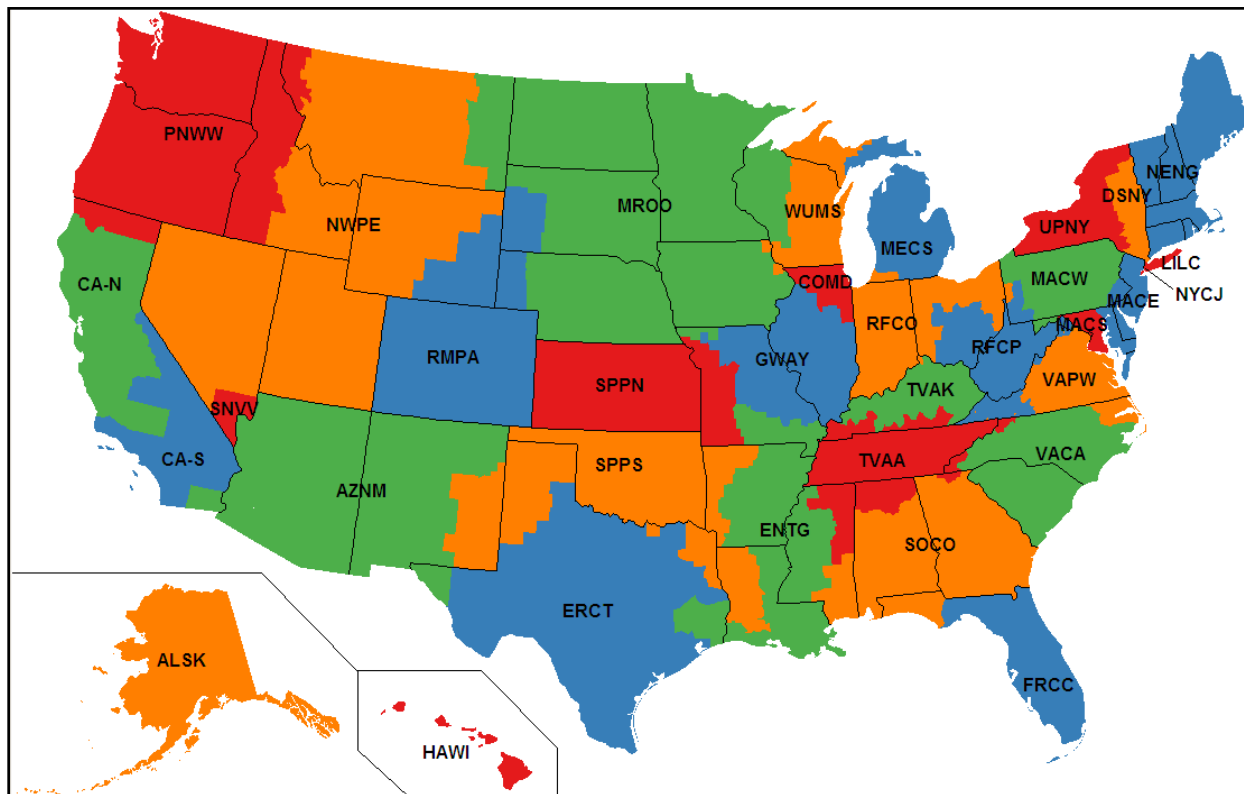 PNWW
NENG
DSNY
NWPE
MROO
WUMS
UPNY
MECS
LILC
CA-N
COMD
MACW
NYCJ
MACE
RFCO
MACS
RMPA
GWAY
RFCP
VAPW
SPPN
TVAK
SNVV
CA-S
SPPS
TVAA
VACA
AZNM
ENTG
SOCO
ERCT
ALSK
FRCC
HAWI